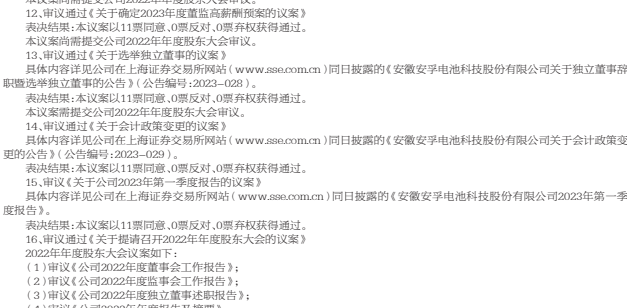 本议案尚需提交公司2022年年度股东大会审议。
12、审议通过《关于确定2023年度董监高薪酬预案的议案》
表决结果:本议案以11票同意、0票反对、0票弃权获得通过。
本议案尚需提交公司2022年年度股东大会审议。
13、审议通过《关于选举独立董事的议案》
具体内容详见公司在上海证券交易所网站(www.sse.com.cn)同日披露的《安徽安孚电池科技股份有限公司关于独立董事辞
职暨选举独立董事的公告》(公告编号:2023-028)。
表决结果:本议案以11票同意、0票反对、0票弃权获得通过。
本议案需提交公司2022年年度股东大会审议。
14、审议通过《关于会计政策变更的议案》
具体内容详见公司在上海证券交易所网站(www.sse.com.cn)同日披露的《安徽安孚电池科技股份有限公司关于会计政策变
更的公告》(公告编号:2023-029)。
表决结果:本议案以11票同意、0票反对、0票弃权获得通过。
15、审议《关于公司2023年第一季度报告的议案》
具体内容详见公司在上海证券交易所网站(www.sse.com.cn)同日披露的《安徽安孚电池科技股份有限公司2023年第一季
度报告》。
表决结果:本议案以11票同意、0票反对、0票弃权获得通过。
16、审议通过《关于提请召开2022年年度股东大会的议案》
2022年年度股东大会议案如下:
(1)审议《公司2022年度董事会工作报告》;
(2)审议《公司2022年度监事会工作报告》;
(3)审议《公司2022年度独立董事述职报告》;
(4)审议《公司2022年年度报告及摘要》